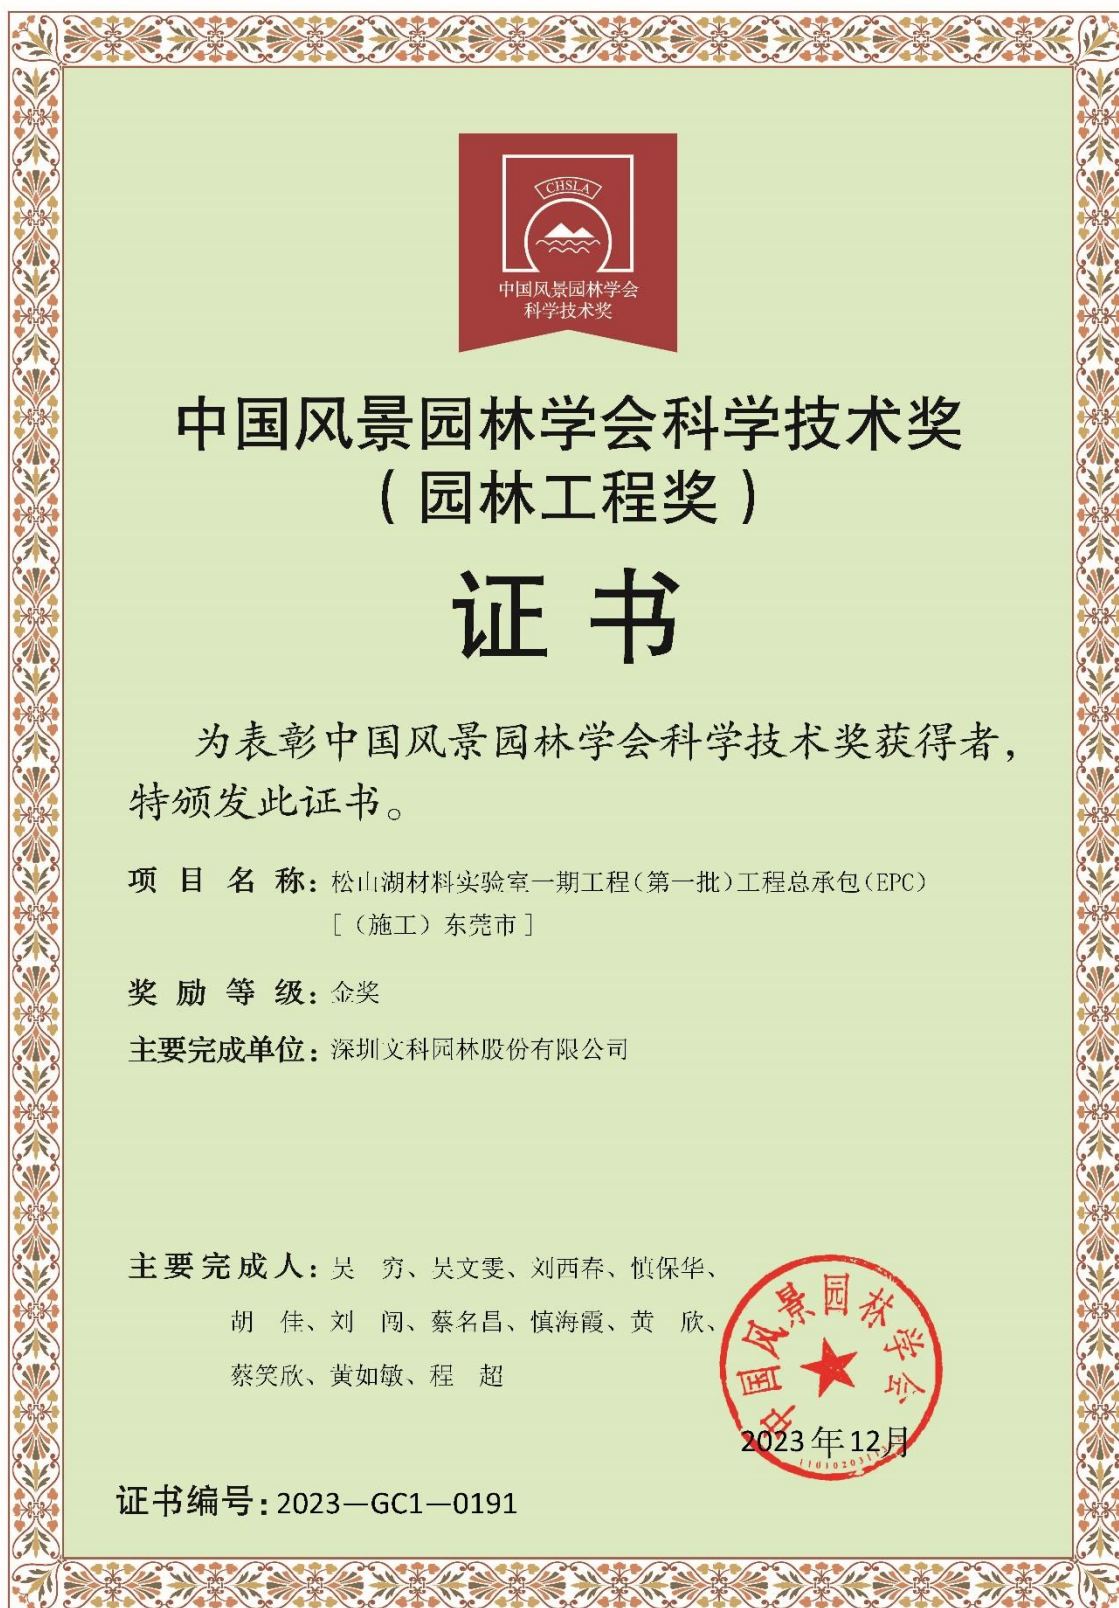 CHSLA
中国风景园林学会
科学技术奖
中国风景园林学会科学技术奖
（园林工程奖）
证书
为表彰中国风景园林学会科学技术奖获得者，
特颁发此证书。
项目名称：松山湖材料实验室一期工程（第一批）工程总承包（EPC）
［（施工）东莞市］
奖励等级：金奖
主要完成单位：深圳文科园林股份有限公司
主要完成人：吴　穷、吴文雯、刘西春、慎保华、
胡　佳、刘　闯、蔡名昌、慎海霞、黄　欣、
蔡笑欣、黄如敏、程　超
中国风景园林学会
2023年12月
证书编号：2023—GC1—0191